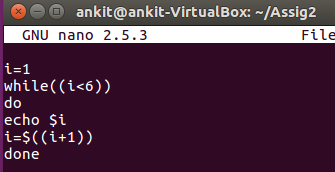 ankit@ankit-VirtualBox: ~/Assig2
GNU nano 2.5.3 File
i=1
while((i<6))
do
echo $i
i=$((i+1))
done